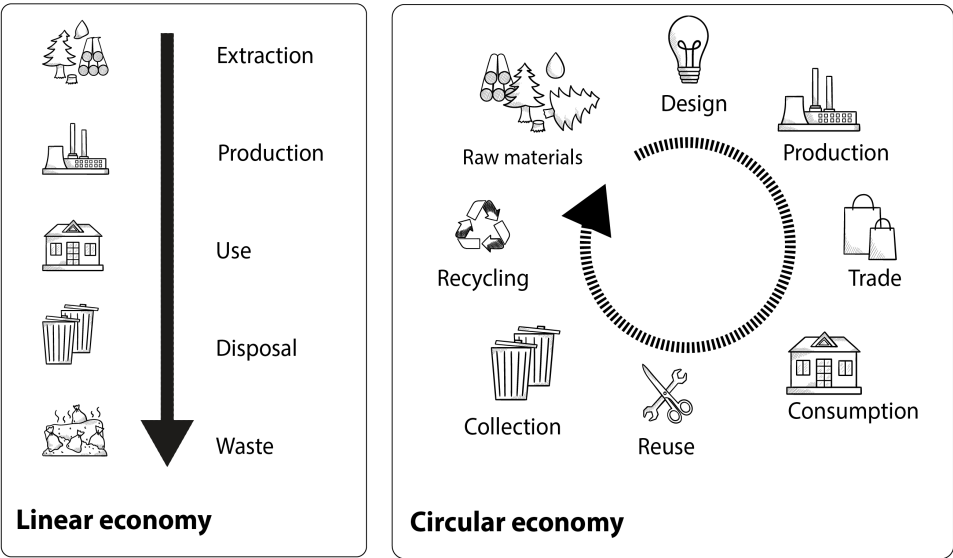 Extraction
Production
Use
Disposal
Waste
Linear economy
Design
Production
Trade
Consumption
Reuse
Collection
Recycling
Raw materials
Circular economy